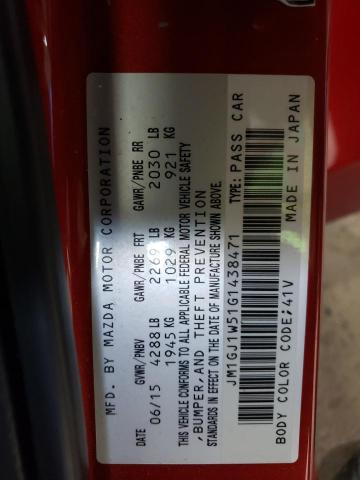 MFD. BY MAZDA MOTOR CORPORATION
DATE GVWR/PNBV GAWR/PNBE FRT GAWR/PNBE RR
06/15 4288 LB 2269 LB 2030 LB
1945 KG 1029 KG 921 KG
THIS VEHICLE CONFORMS TO ALL APPLICABLE FEDERAL MOTOR VEHICLE SAFETY
,BUMPER,AND THEFT PREVENTION
STANDARDS IN EFFECT ON THE DATE OF MANUFACTURE SHOWN ABOVE.
JM1GJ1W51G1438471 TYPE: PASS CAR
BODY COLOR CODE;41V MADE IN JAPAN